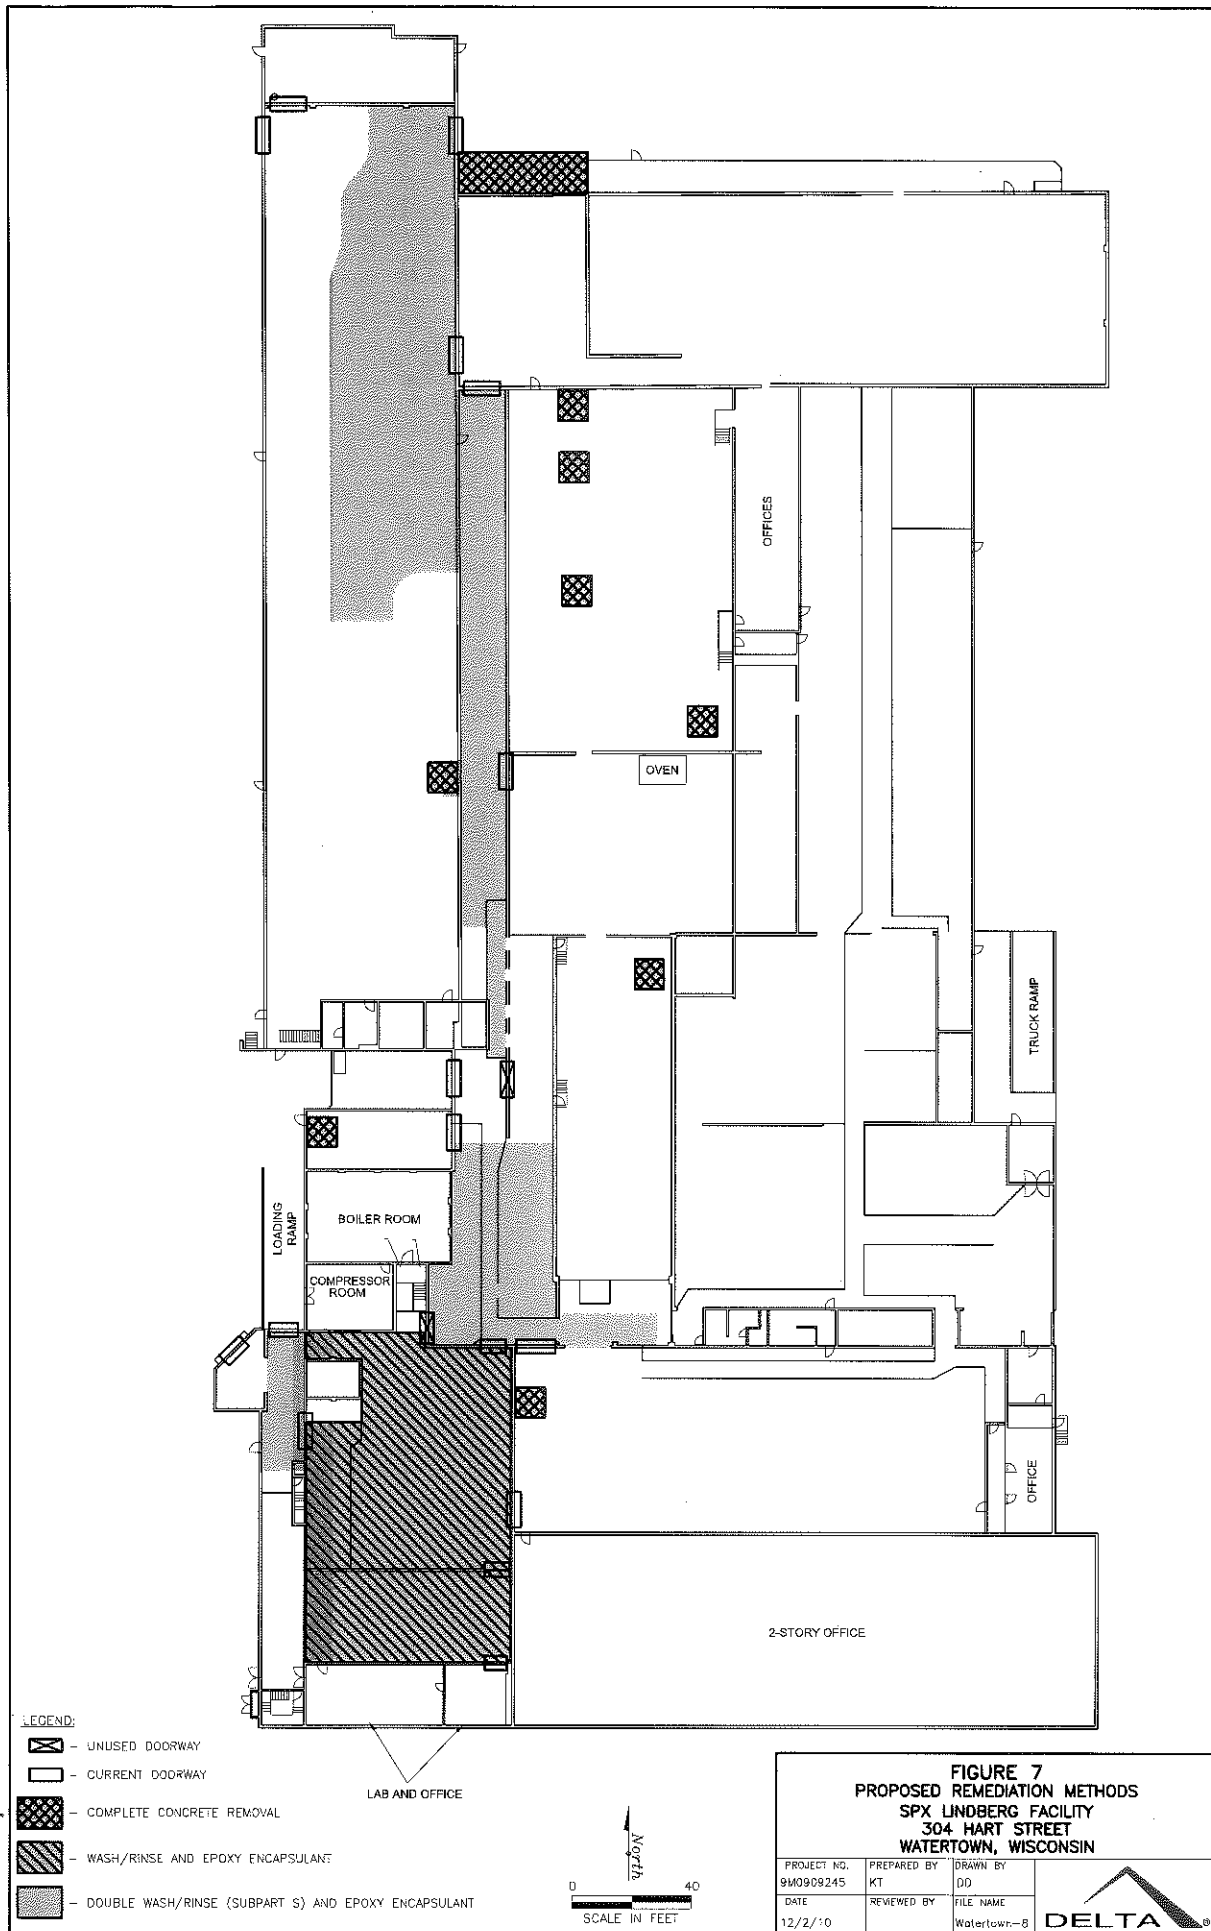 OFFICES
OVEN
TRUCK RAMP
LOADING
RAMP
BOILER ROOM
COMPRESSOR
ROOM
OFFICE
2-STORY OFFICE
LAB AND OFFICE
LEGEND:
- UNUSED DOORWAY
- CURRENT DOORWAY
- COMPLETE CONCRETE REMOVAL
- WASH/RINSE AND EPOXY ENCAPSULANT
- DOUBLE WASH/RINSE (SUBPART S) AND EPOXY ENCAPSULANT
North
0 40
SCALE IN FEET
FIGURE 7
PROPOSED REMEDIATION METHODS
SPX LINDBERG FACILITY
304 HART STREET
WATERTOWN, WISCONSIN
PROJECT NO. PREPARED BY DRAWN BY
9M0909245 KT DD
DATE REVIEWED BY FILE NAME
12/2/10 Watertown-8
DELTA ®